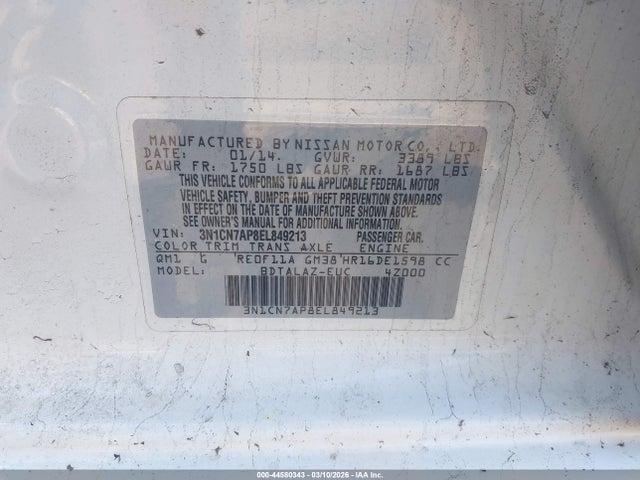 MANUFACTURED BY NISSAN MOTOR CO., LTD.
DATE: 01/14. GVWR: 3389 LBS
GAWR FR: 1750 LBS GAWR RR: 1687 LBS
THIS VEHICLE CONFORMS TO ALL APPLICABLE FEDERAL MOTOR
VEHICLE SAFETY, BUMPER AND THEFT PREVENTION STANDARDS
IN EFFECT ON THE DATE OF MANUFACTURE SHOWN ABOVE.
SEE OWNER'S MANUAL FOR ADDITIONAL INFORMATION.
VIN: 3N1CN7AP8EL849213 PASSENGER CAR.
COLOR TRIM TRANS AXLE ENGINE
QM1 G RE0F11A GM38 HR16DE1598 CC
MODEL: BDTALAZ-EUC 4Z000
3N1CN7AP8EL849213
000-44580343 - 03/10/2026 - IAA Inc.